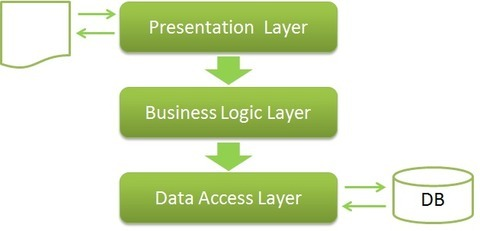 Presentation Layer
Business Logic Layer
Data Access Layer
DB